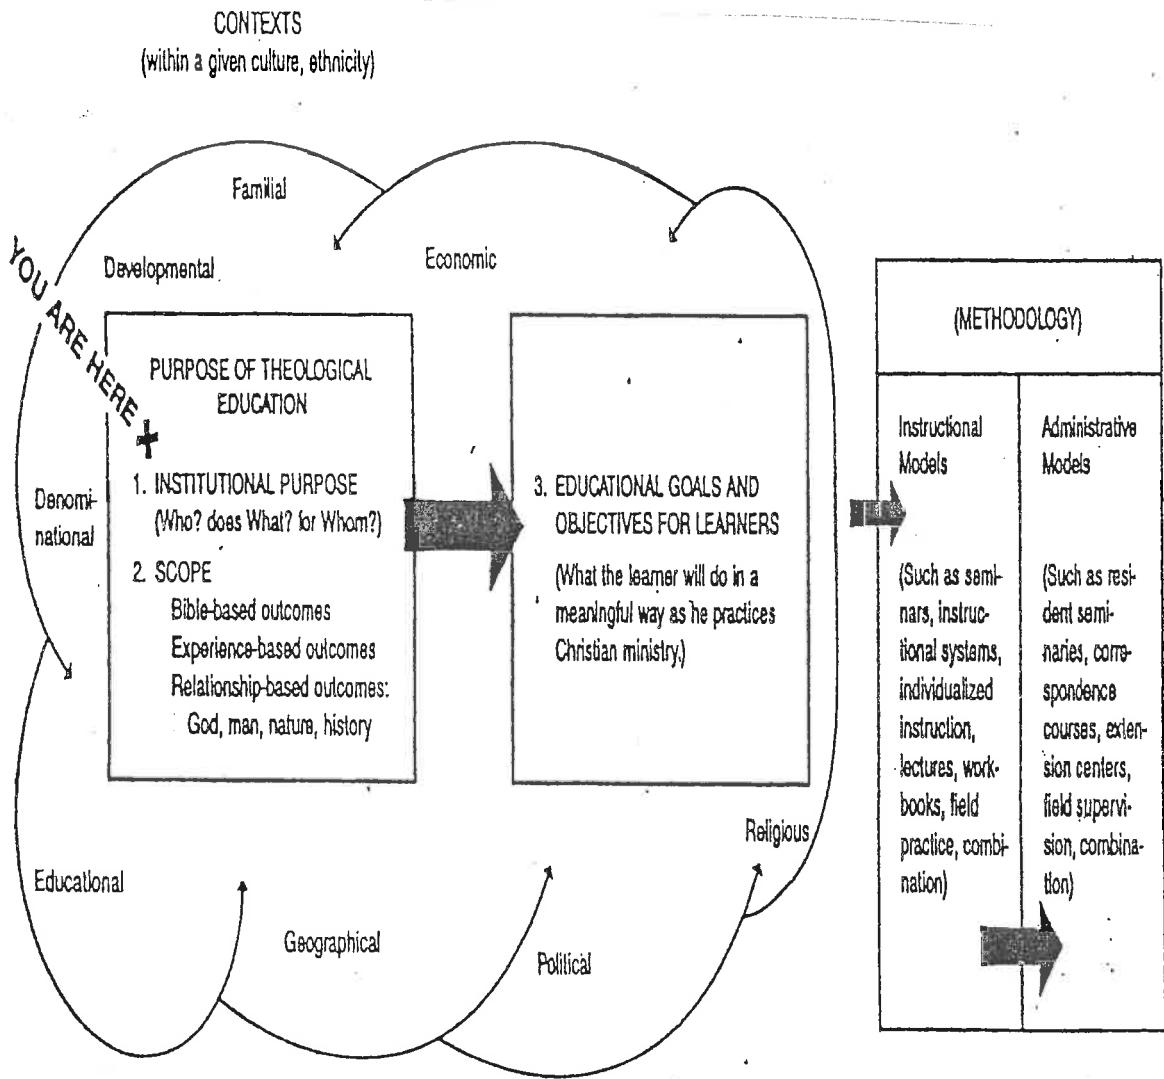 CONTEXTS
(within a given culture, ethnicity)
Familial
Developmental
Economic
YOU ARE HERE X
Denomi-
national
PURPOSE OF THEOLOGICAL
EDUCATION
1. INSTITUTIONAL PURPOSE
(Who? does What? for Whom?)
2. SCOPE
Bible-based outcomes
Experience-based outcomes
Relationship-based outcomes:
God, man, nature, history
3. EDUCATIONAL GOALS AND
OBJECTIVES FOR LEARNERS
(What the learner will do in a
meaningful way as he practices
Christian ministry.)
Religious
Educational
Geographical
Political
(METHODOLOGY)
Instructional
Models
(Such as semi-
nars, instruc-
tional systems,
individualized
instruction,
lectures, work-
books, field
practice, combi-
nation)
Administrative
Models
(Such as resi-
dent semi-
naries, corre-
spondence
courses, exten-
sion centers,
field supervi-
sion, combina-
tion)